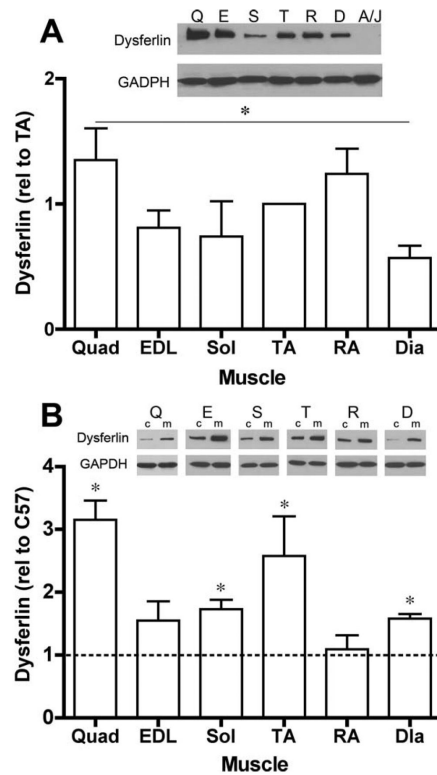 A
Q E S T R D A/J
Dysferlin
GADPH
2
*
1
0
Dysferlin (rel to TA)
Quad EDL Sol TA RA Dia
Muscle
B
Q E S T R D
c m c m c m c m c m c m
Dysferlin
GAPDH
4
3
2
1
0
* * * *
Dysferlin (rel to C57)
Quad EDL Sol TA RA Dia
Muscle